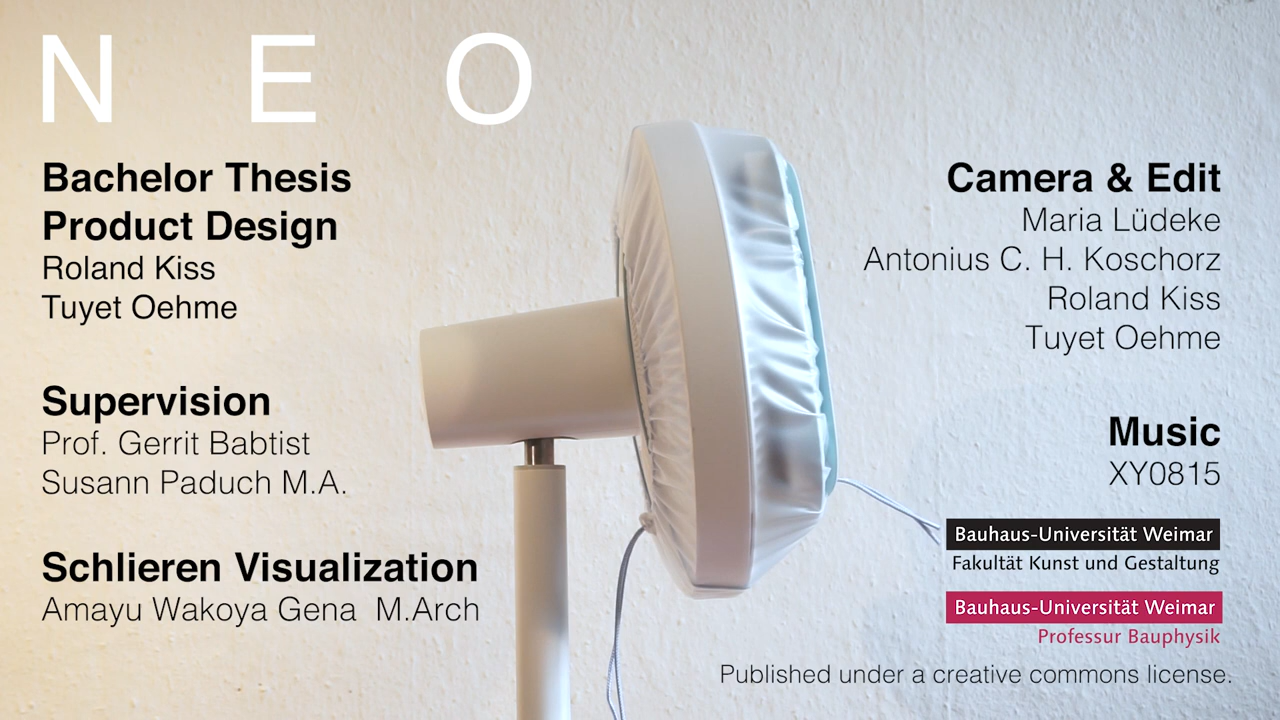 N E O
Bachelor Thesis
Product Design
Roland Kiss
Tuyet Oehme
Supervision
Prof. Gerrit Babtist
Susann Paduch M.A.
Schlieren Visualization
Amayu Wakoya Gena M.Arch
Camera & Edit
Maria Lüdeke
Antonius C. H. Koschorz
Roland Kiss
Tuyet Oehme
Music
XY0815
Bauhaus-Universität Weimar
Fakultät Kunst und Gestaltung
Bauhaus-Universität Weimar
Professur Bauphysik
Published under a creative commons license.